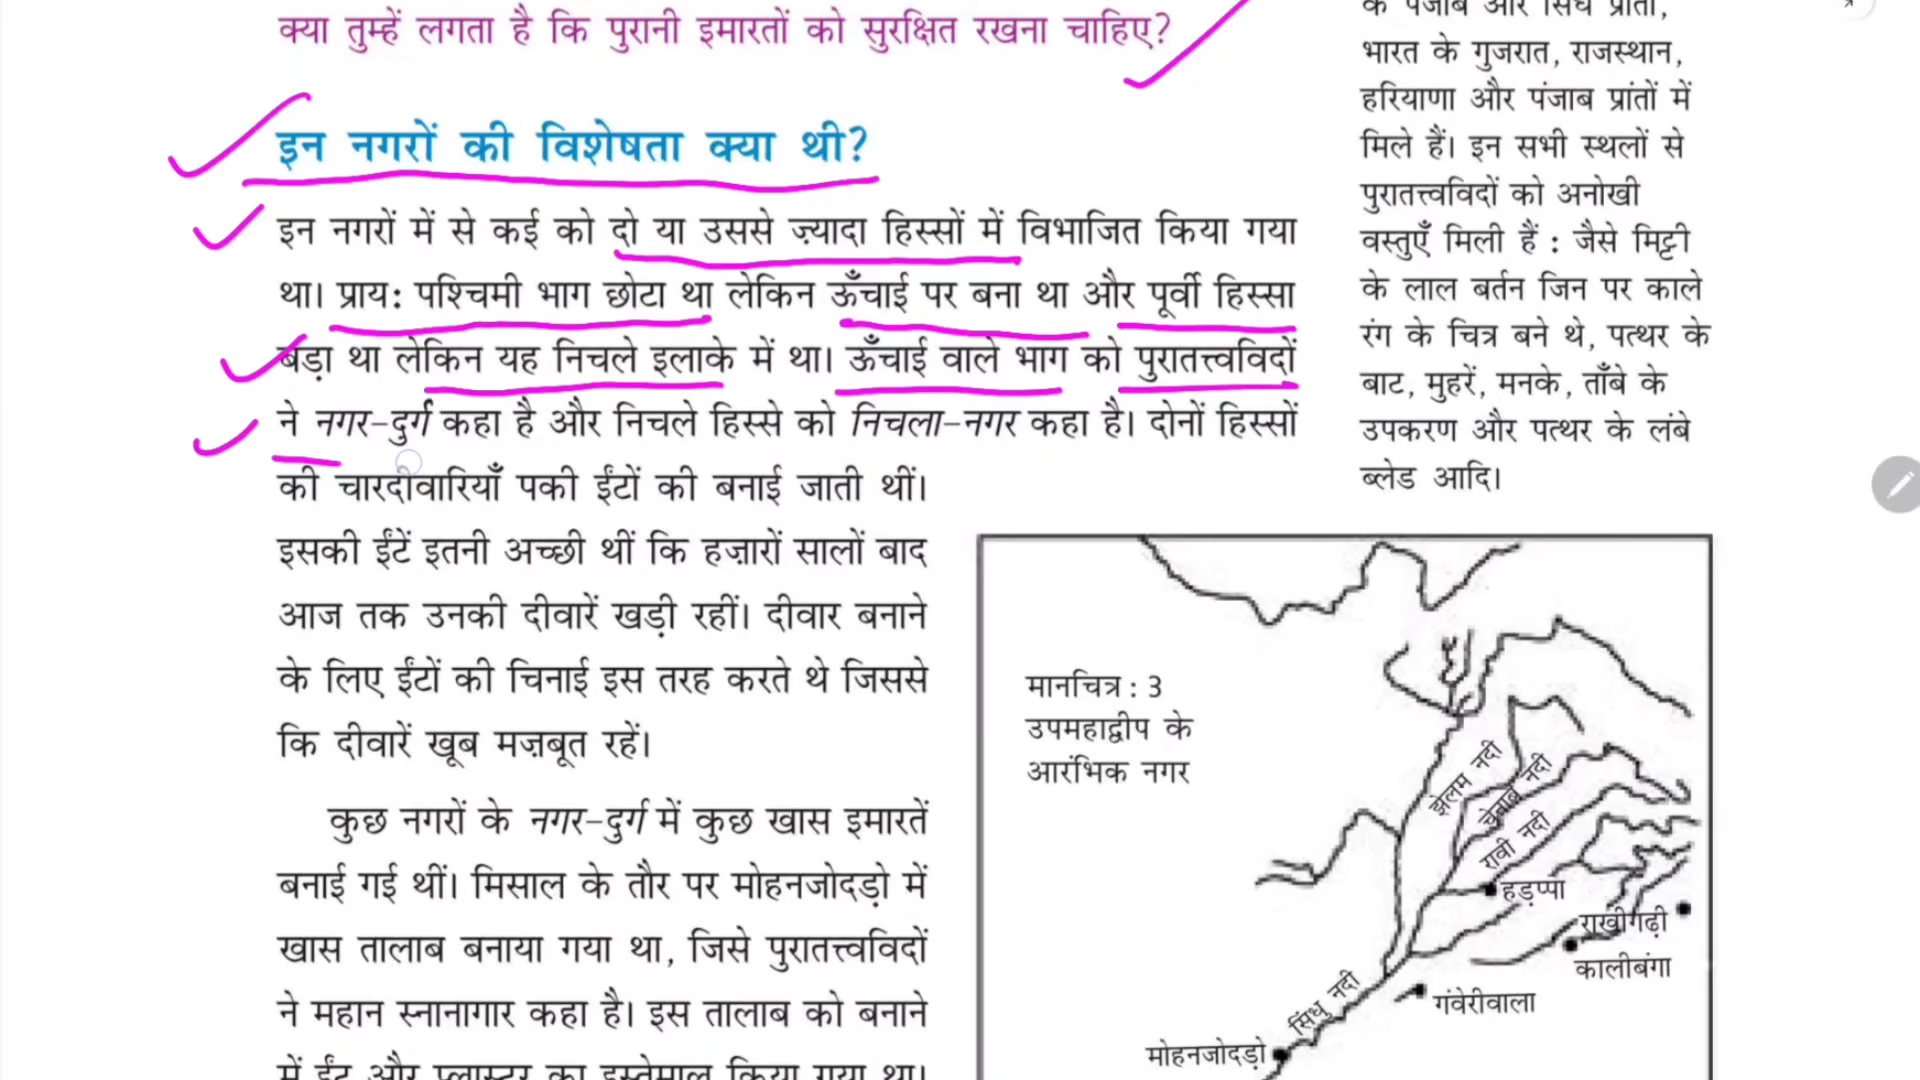 क्या तुम्हें लगता है कि पुरानी इमारतों को सुरक्षित रखना चाहिए?
इन नगरों की विशेषता क्या थी?
इन नगरों में से कई को दो या उससे ज़्यादा हिस्सों में विभाजित किया गया
था। प्राय: पश्चिमी भाग छोटा था लेकिन ऊँचाई पर बना था और पूर्वी हिस्सा
बड़ा था लेकिन यह निचले इलाके में था। ऊँचाई वाले भाग को पुरातत्त्वविदों
ने नगर-दुर्ग कहा है और निचले हिस्से को निचला-नगर कहा है। दोनों हिस्सों
की चारदीवारियाँ पकी ईंटों की बनाई जाती थीं।
इसकी ईंटें इतनी अच्छी थीं कि हज़ारों सालों बाद
आज तक उनकी दीवारें खड़ी रहीं। दीवार बनाने
के लिए ईंटों की चिनाई इस तरह करते थे जिससे
कि दीवारें खूब मज़बूत रहें।
कुछ नगरों के नगर-दुर्ग में कुछ खास इमारतें
बनाई गई थीं। मिसाल के तौर पर मोहनजोदड़ो में
खास तालाब बनाया गया था, जिसे पुरातत्त्वविदों
ने महान स्नानागार कहा है। इस तालाब को बनाने
में ईंट और प्लास्टर का इस्तेमाल किया गया था।
के पंजाब और सिंध प्रांतों,
भारत के गुजरात, राजस्थान,
हरियाणा और पंजाब प्रांतों में
मिले हैं। इन सभी स्थलों से
पुरातत्त्वविदों को अनोखी
वस्तुएँ मिली हैं : जैसे मिट्टी
के लाल बर्तन जिन पर काले
रंग के चित्र बने थे, पत्थर के
बाट, मुहरें, मनके, ताँबे के
उपकरण और पत्थर के लंबे
ब्लेड आदि।
मानचित्र : 3
उपमहाद्वीप के
आरंभिक नगर
झेलम नदी
चेनाब नदी
रावी नदी
हड़प्पा
राखीगढ़ी
कालीबंगा
गंवेरीवाला
सिंधु नदी
मोहनजोदड़ो